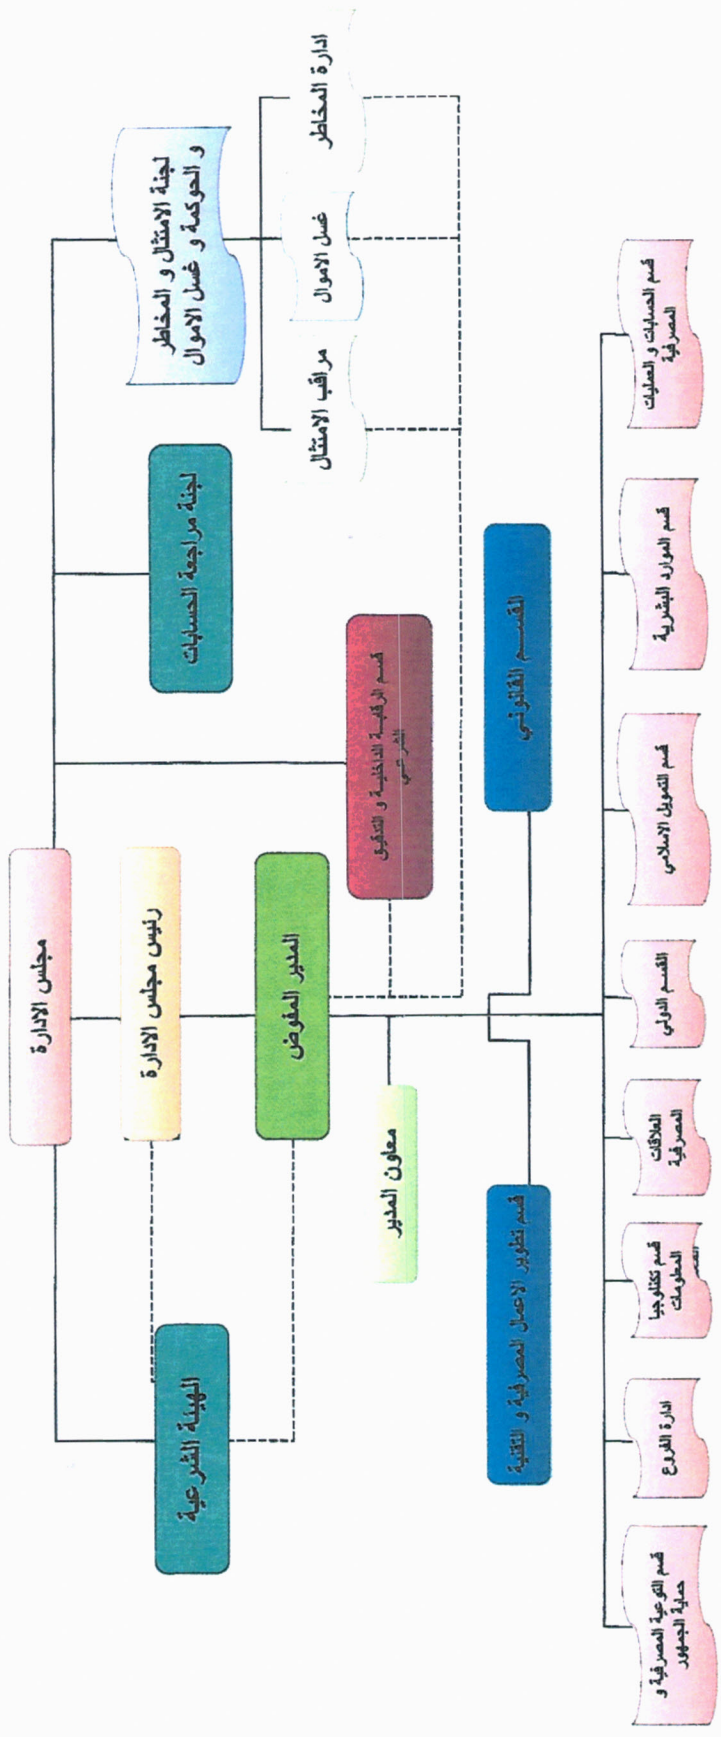 مجلس الادارة
رئيس مجلس الادارة
الهيئة الشرعية
المدير المفوض
لجنة مراجعة الحسابات
لجنة الامتثال و المخاطر
و الحوكمة و غسل الاموال
ادارة المخاطر
غسل الاموال
مراقب الامتثال
قسم الرقابة الداخلية و التدقيق
الشرعي
معاون المدير
القسم القانوني
قسم تطوير الاعمال المصرفية و التقنية
قسم الحسابات و العمليات
المصرفية
قسم الموارد البشرية
قسم التمويل الاسلامي
القسم الدولي
العلاقات
المصرفية
قسم تكنلوجيا
المعلومات
ادارة الفروع
قسم التوعية المصرفية و
حماية الجمهور